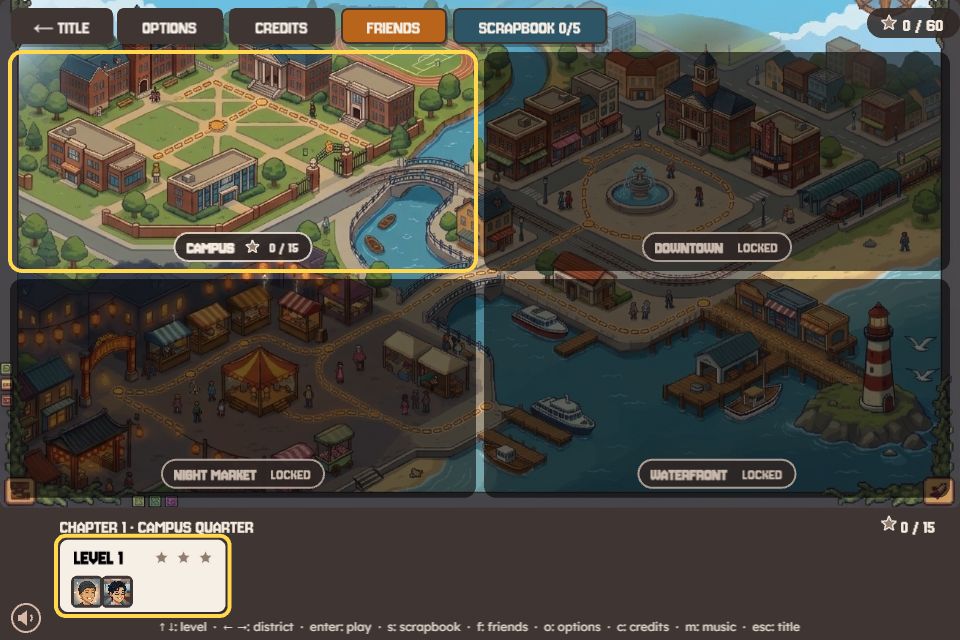 ← TITLE
OPTIONS
CREDITS
FRIENDS
SCRAPBOOK 0/5
0 / 60
CAMPUS 0 / 15
DOWNTOWN LOCKED
NIGHT MARKET LOCKED
WATERFRONT LOCKED
CHAPTER 1 · CAMPUS QUARTER
0 / 15
LEVEL 1
↑ ↓: level · ← →: district · enter: play · s: scrapbook · f: friends · o: options · c: credits · m: music · esc: title